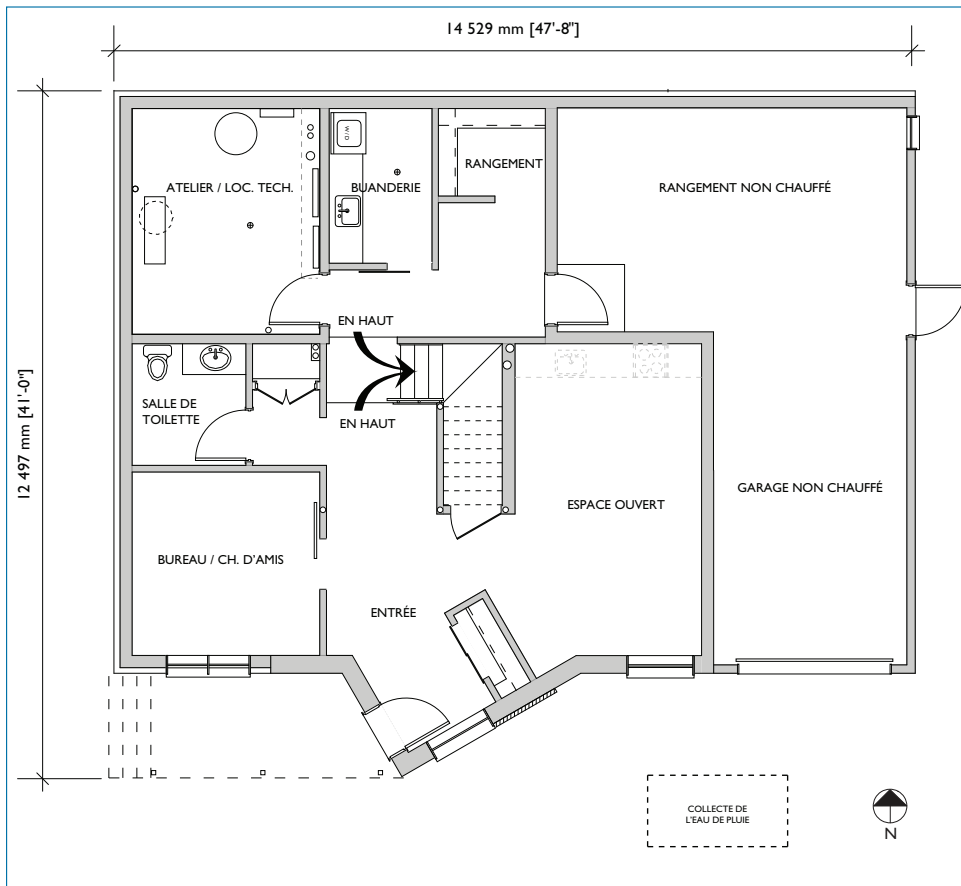 14 529 mm [47'-8"]
12 497 mm [41'-0"]
ATELIER / LOC. TECH.
W/D
BUANDERIE
RANGEMENT
RANGEMENT NON CHAUFFÉ
EN HAUT
SALLE DE
TOILETTE
EN HAUT
ESPACE OUVERT
GARAGE NON CHAUFFÉ
BUREAU / CH. D'AMIS
ENTRÉE
COLLECTE DE
L'EAU DE PLUIE
N